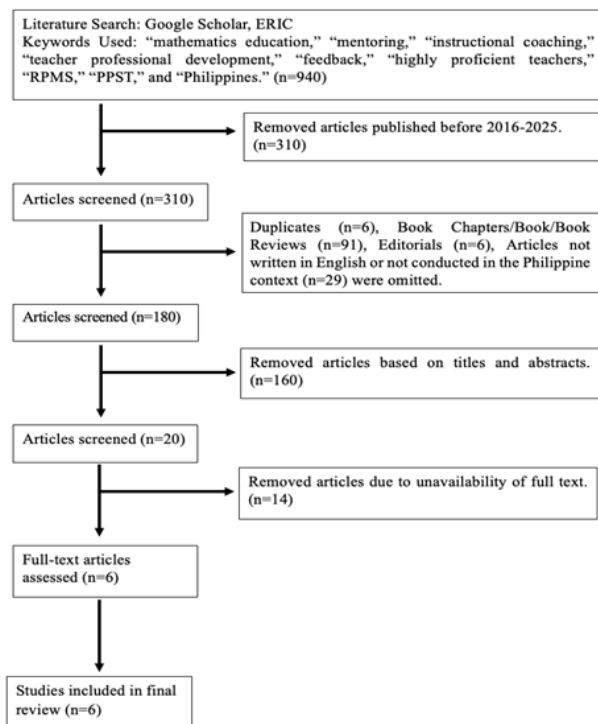 Literature Search: Google Scholar, ERIC
Keywords Used: “mathematics education,” “mentoring,” “instructional coaching,”
“teacher professional development,” “feedback,” “highly proficient teachers,”
“RPMS,” “PPST,” and “Philippines.” (n=940)
Removed articles published before 2016-2025.
(n=310)
Articles screened (n=310)
Duplicates (n=6), Book Chapters/Book/Book
Reviews (n=91), Editorials (n=6), Articles not
written in English or not conducted in the Philippine
context (n=29) were omitted.
Articles screened (n=180)
Removed articles based on titles and abstracts.
(n=160)
Articles screened (n=20)
Removed articles due to unavailability of full text.
(n=14)
Full-text articles
assessed (n=6)
Studies included in final
review (n=6)